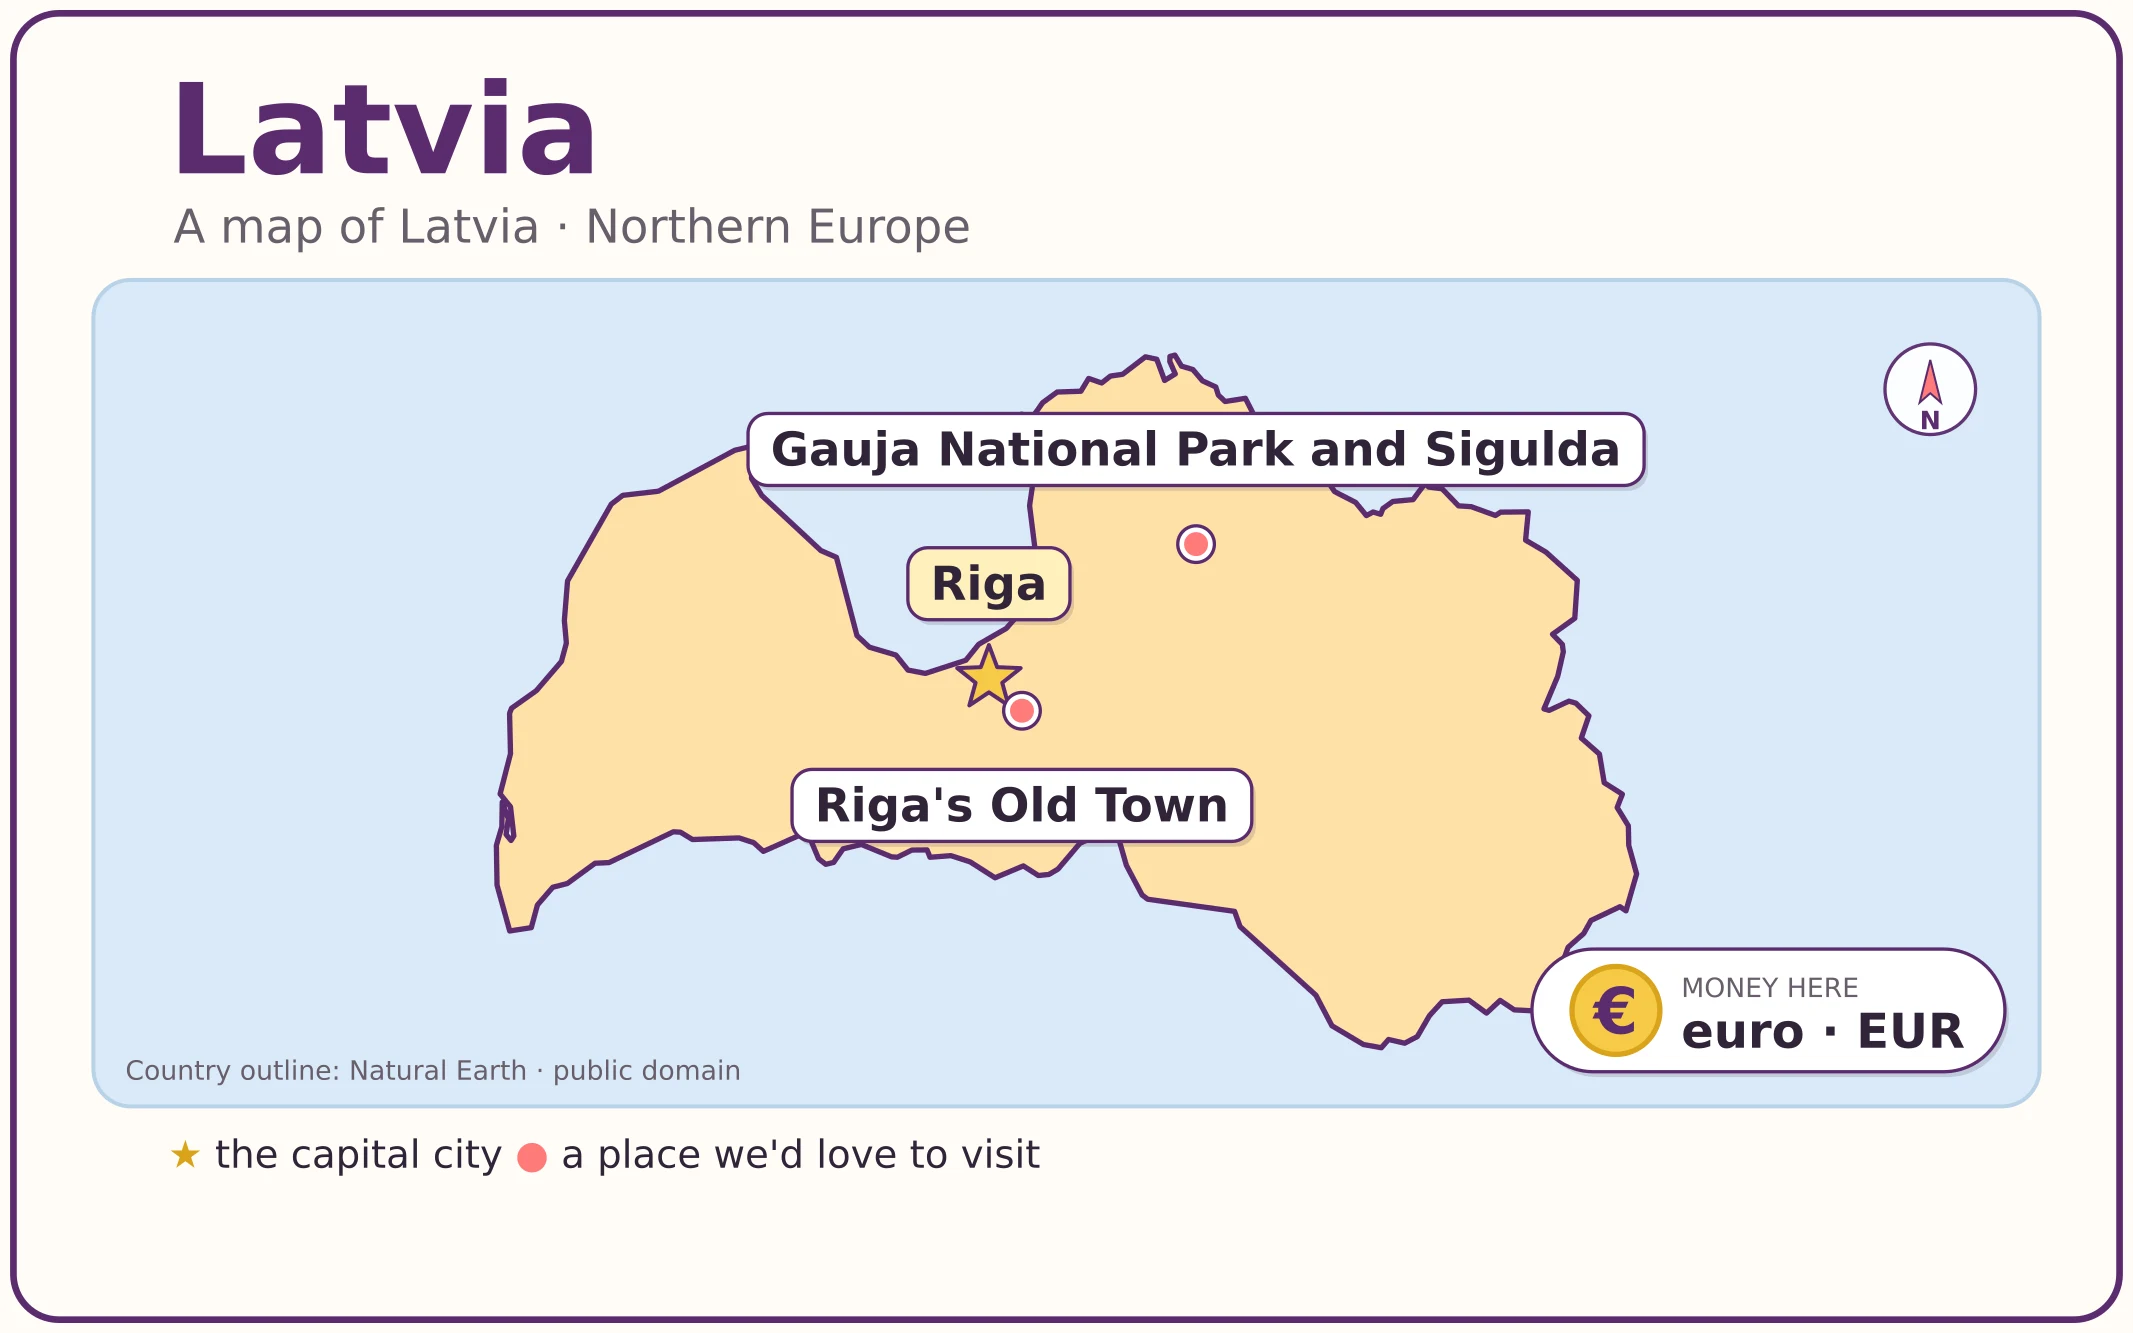 Latvia
A map of Latvia · Northern Europe
N
Gauja National Park and Sigulda
Riga
Riga's Old Town
MONEY HERE
€
euro · EUR
Country outline: Natural Earth · public domain
★ the capital city ● a place we'd love to visit